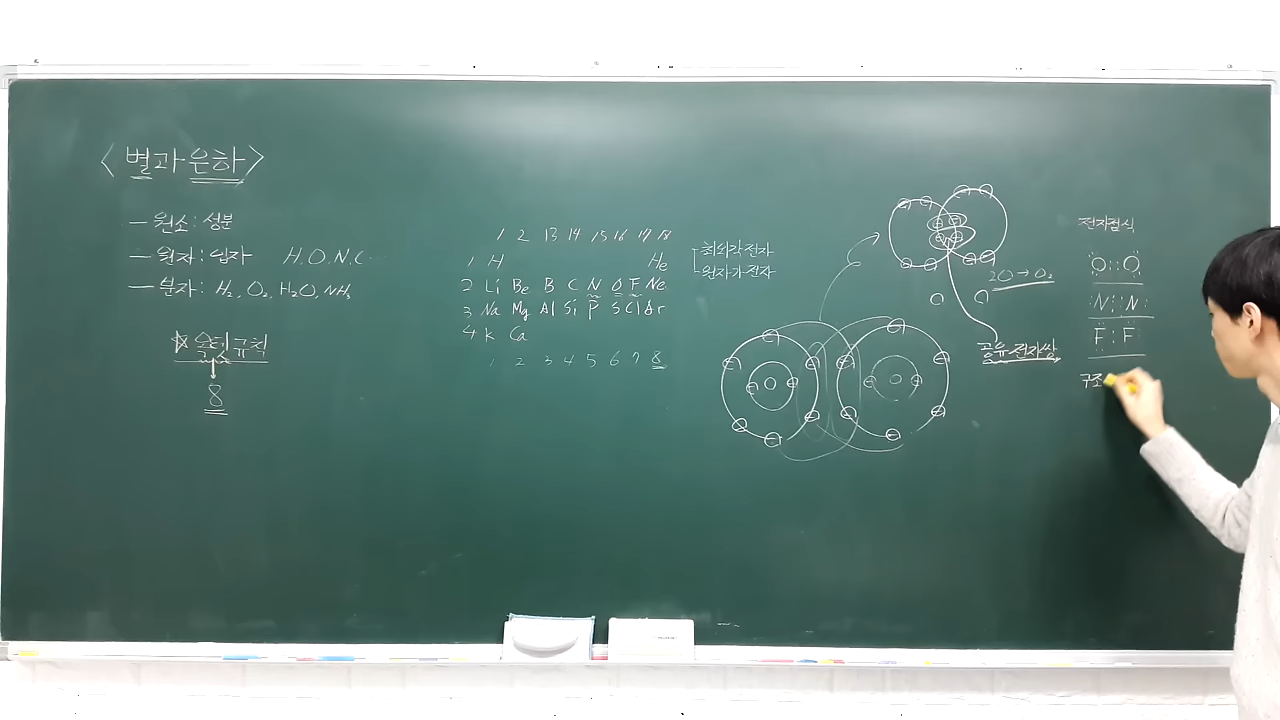 <별과 은하>
- 원소 : 성분
- 원자 : 입자 H, O, N, C ...
- 분자 : H₂, O₂, H₂O, NH₃
☆ 옥텟 규칙
8
1 2 13 14 15 16 17 18
1 H He
2 Li Be B C N O F Ne
3 Na Mg Al Si P S Cl Ar
4 K Ca
1 2 3 4 5 6 7 8
최외각 전자
원자가 전자
2O → O₂
공유 전자쌍
전자점식
O :: O
N N
F : F
구조